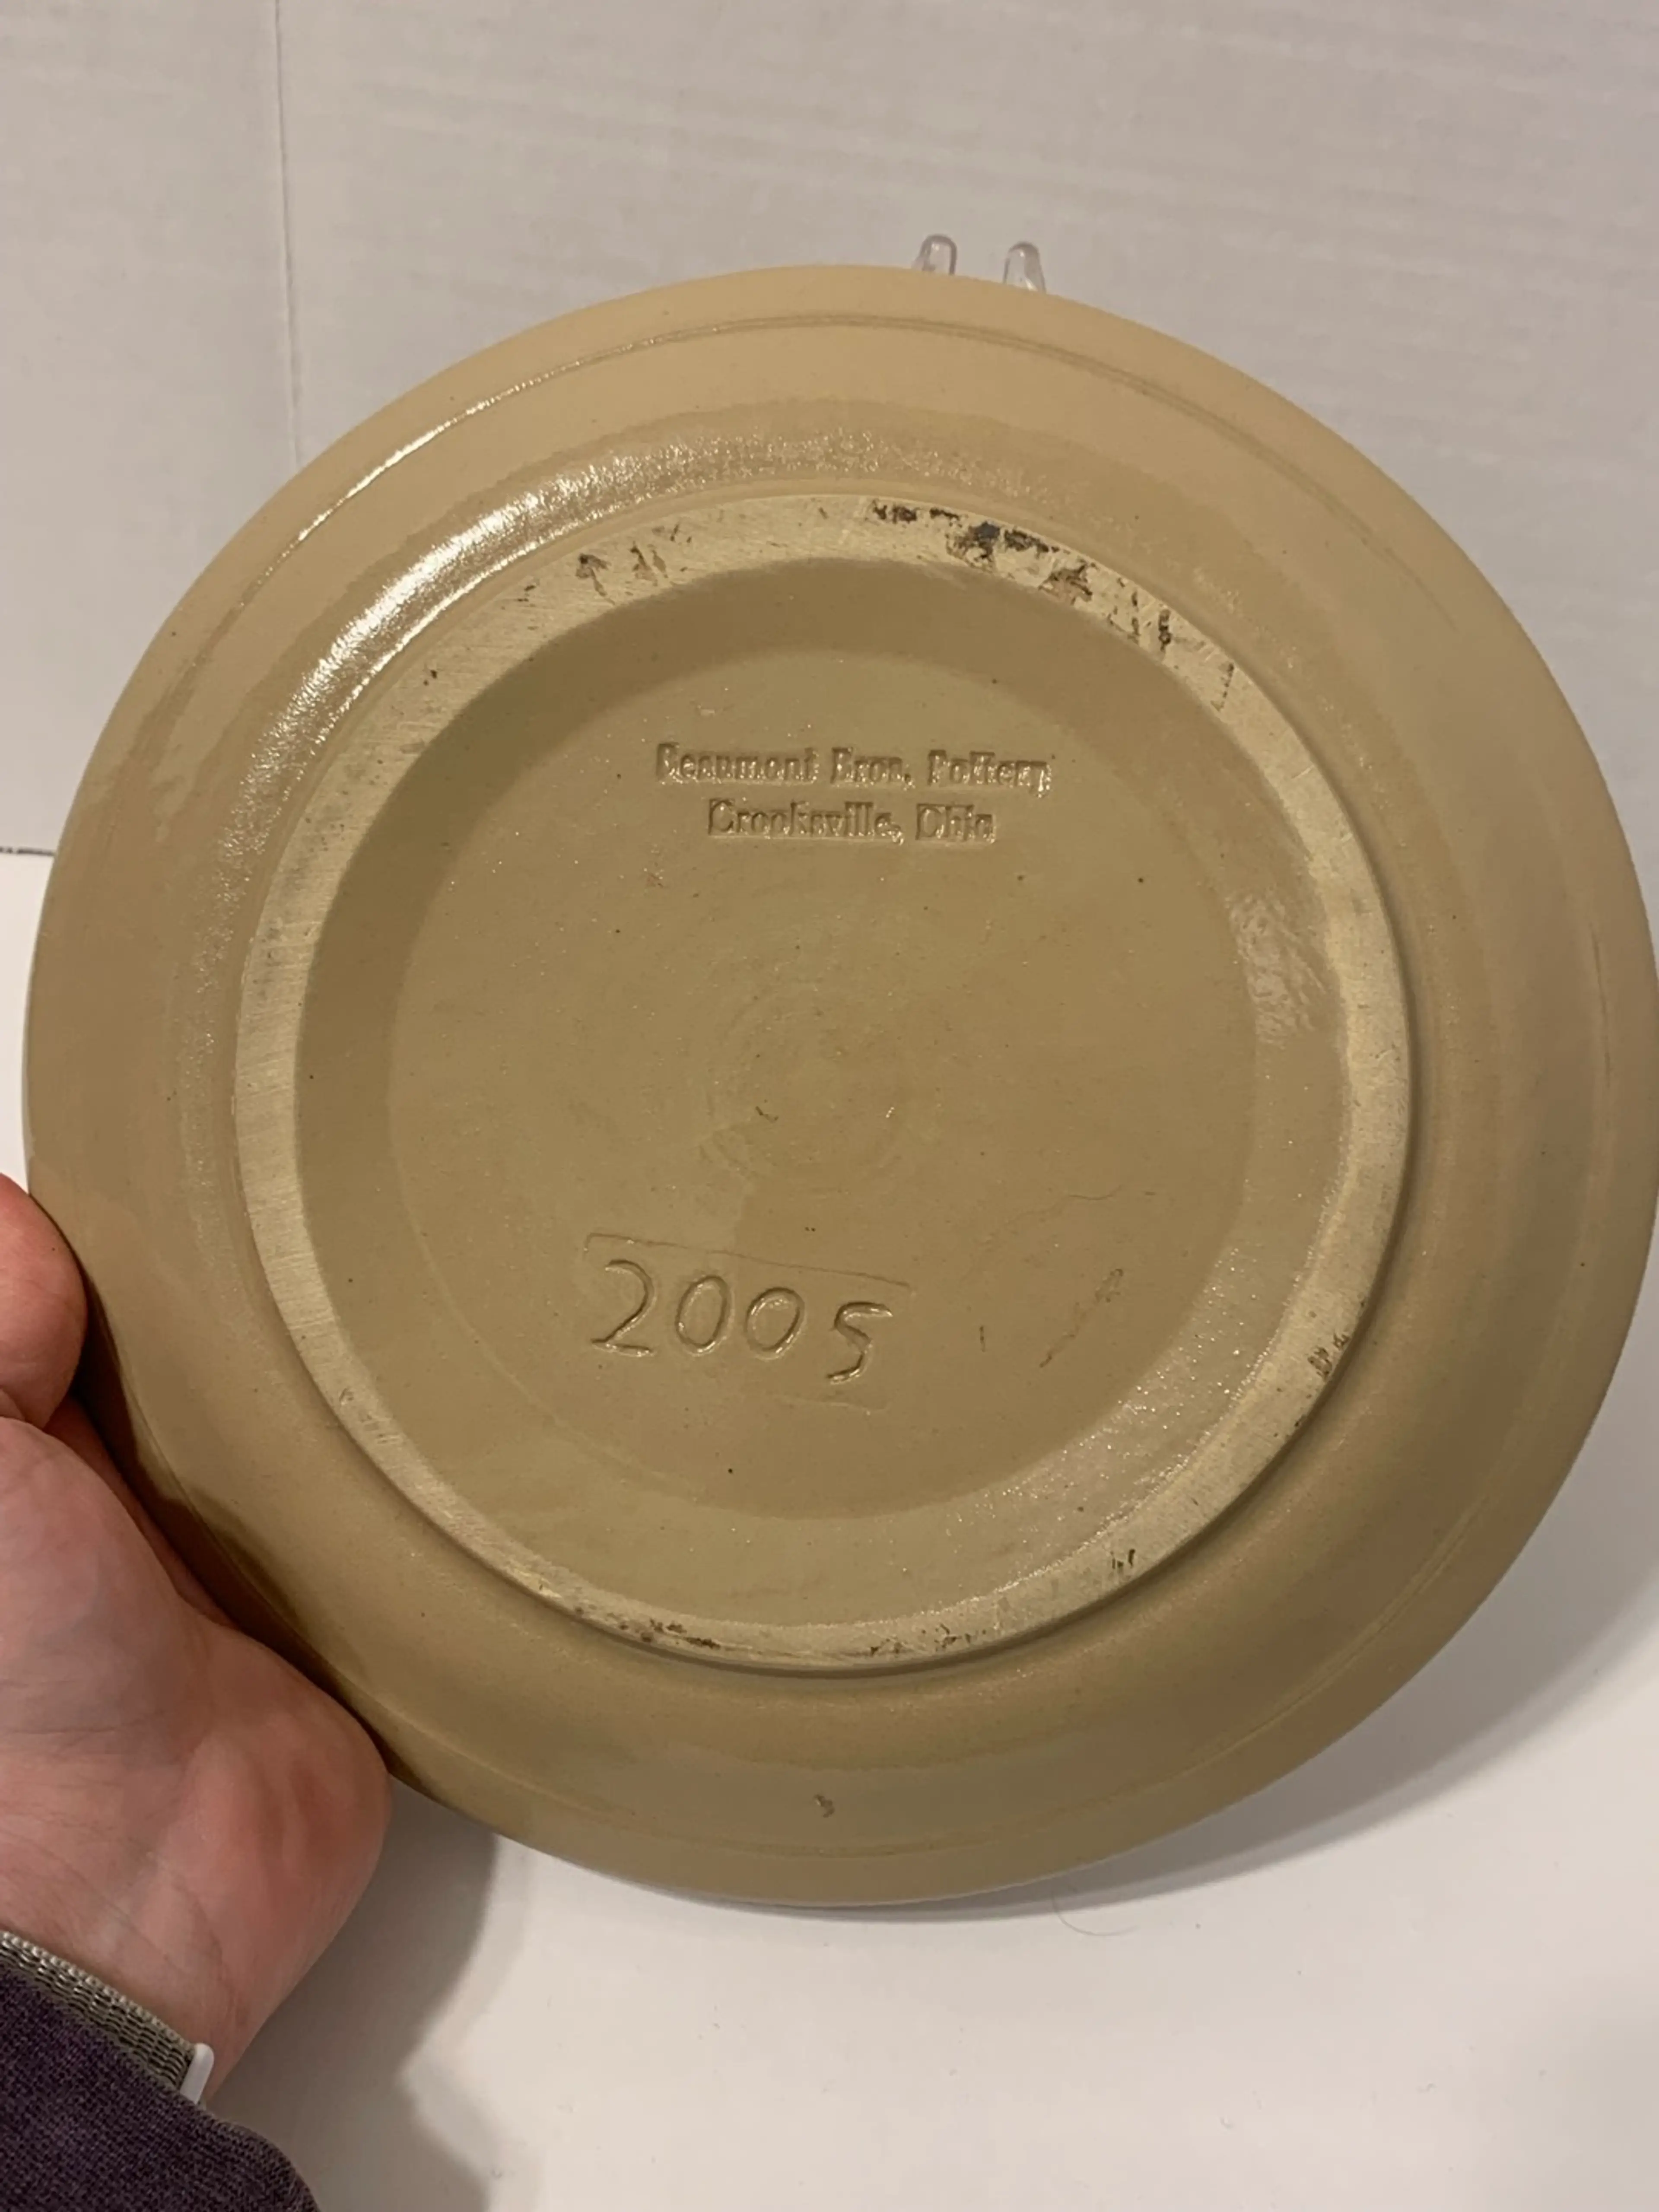 Beaumont Bros. Pottery
Crooksville, Ohio
2005